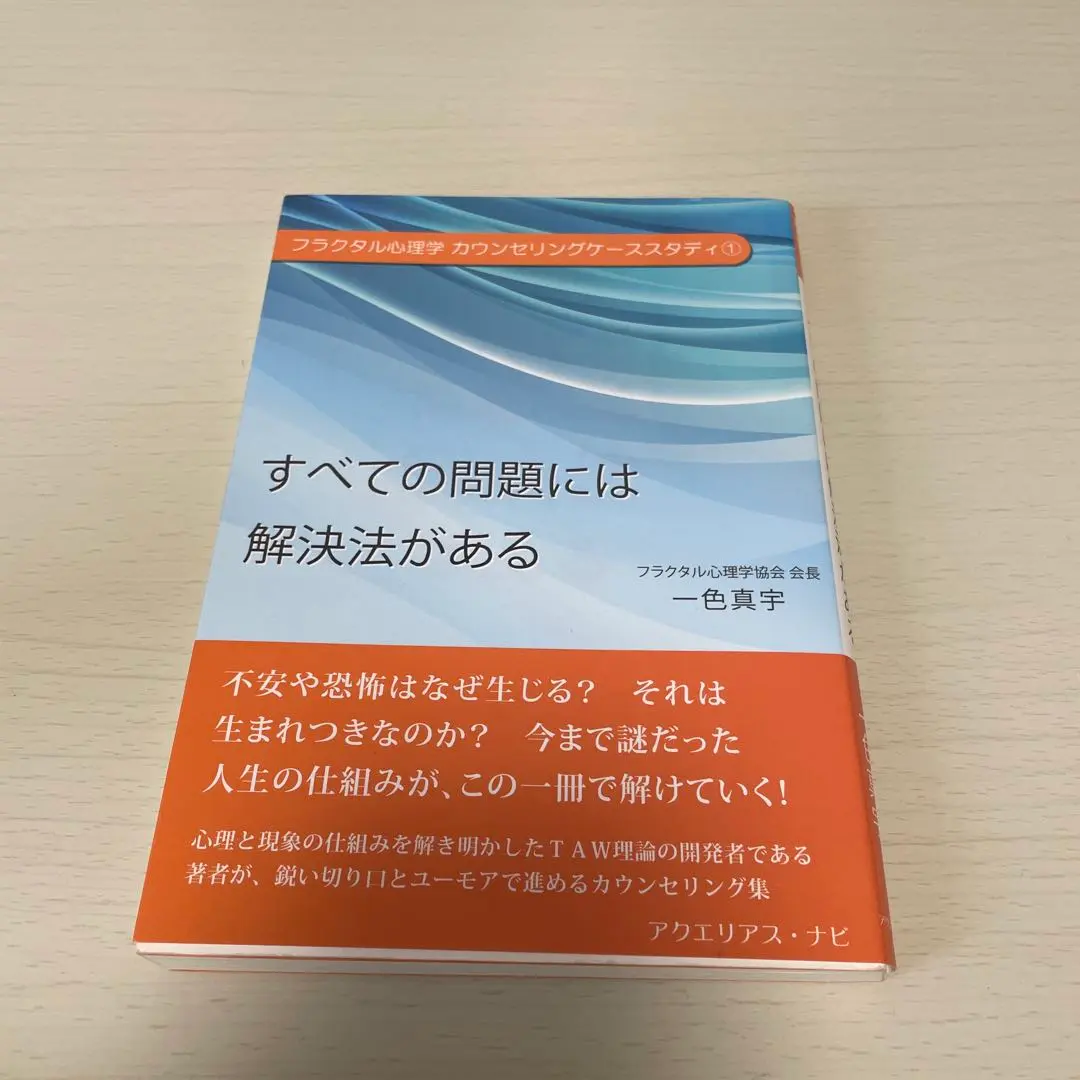 フラクタル心理学 カウンセリングケーススタディ①
すべての問題には
解決法がある
フラクタル心理学協会 会長
一色真宇
不安や恐怖はなぜ生じる? それは
生まれつきなのか? 今まで謎だった
人生の仕組みが、この一冊で解けていく!
心理と現象の仕組みを解き明かしたTAW理論の開発者である
著者が、鋭い切り口とユーモアで進めるカウンセリング集
アクエリアス・ナビ